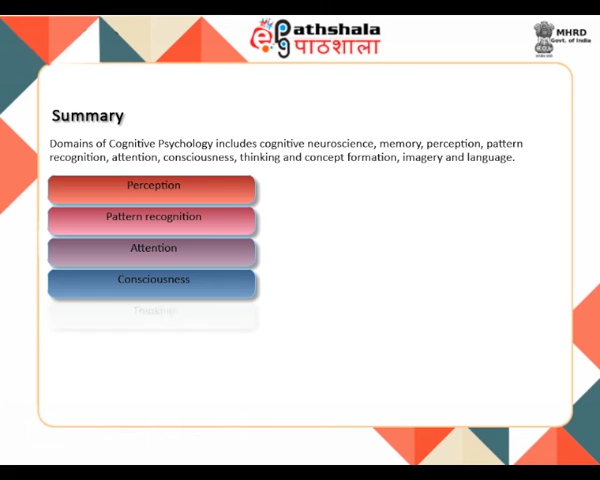 ePathshala
पाठशाला
MHRD
Govt. of India
Summary
Domains of Cognitive Psychology includes cognitive neuroscience, memory, perception, pattern
recognition, attention, consciousness, thinking and concept formation, imagery and language.
Perception
Pattern recognition
Attention
Consciousness
Thinking